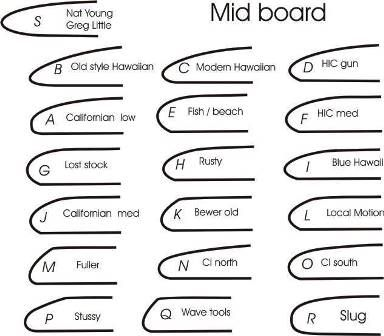 Mid board
S Nat Young
Greg Little
B Old style Hawaiian
C Modern Hawaiian
D HIC gun
A Californian low
E Fish / beach
F HIC med
G Lost stock
H Rusty
I Blue Hawaii
J Californian med
K Bewer old
L Local Motion
M Fuller
N CI north
O CI south
P Stussy
Q Wave tools
R Slug